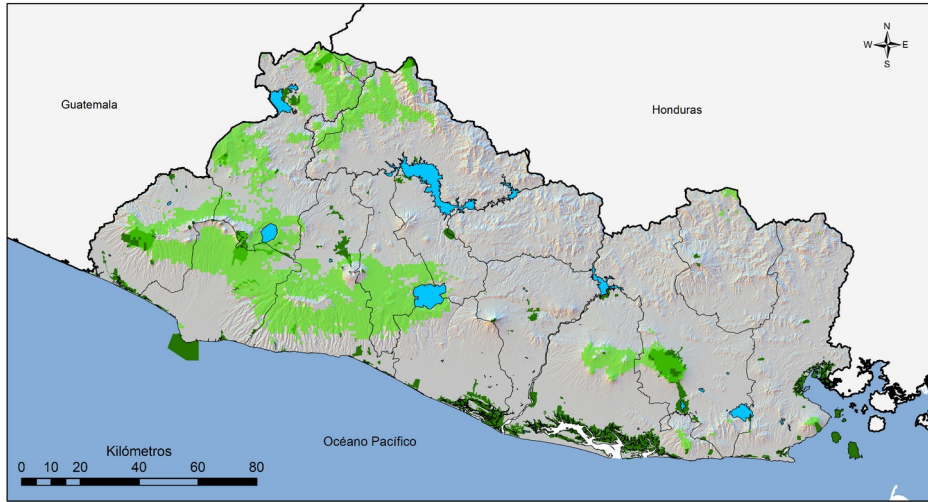 N
W E
S
Guatemala
Honduras
Océano Pacífico
Kilómetros
0 10 20 40 60 80